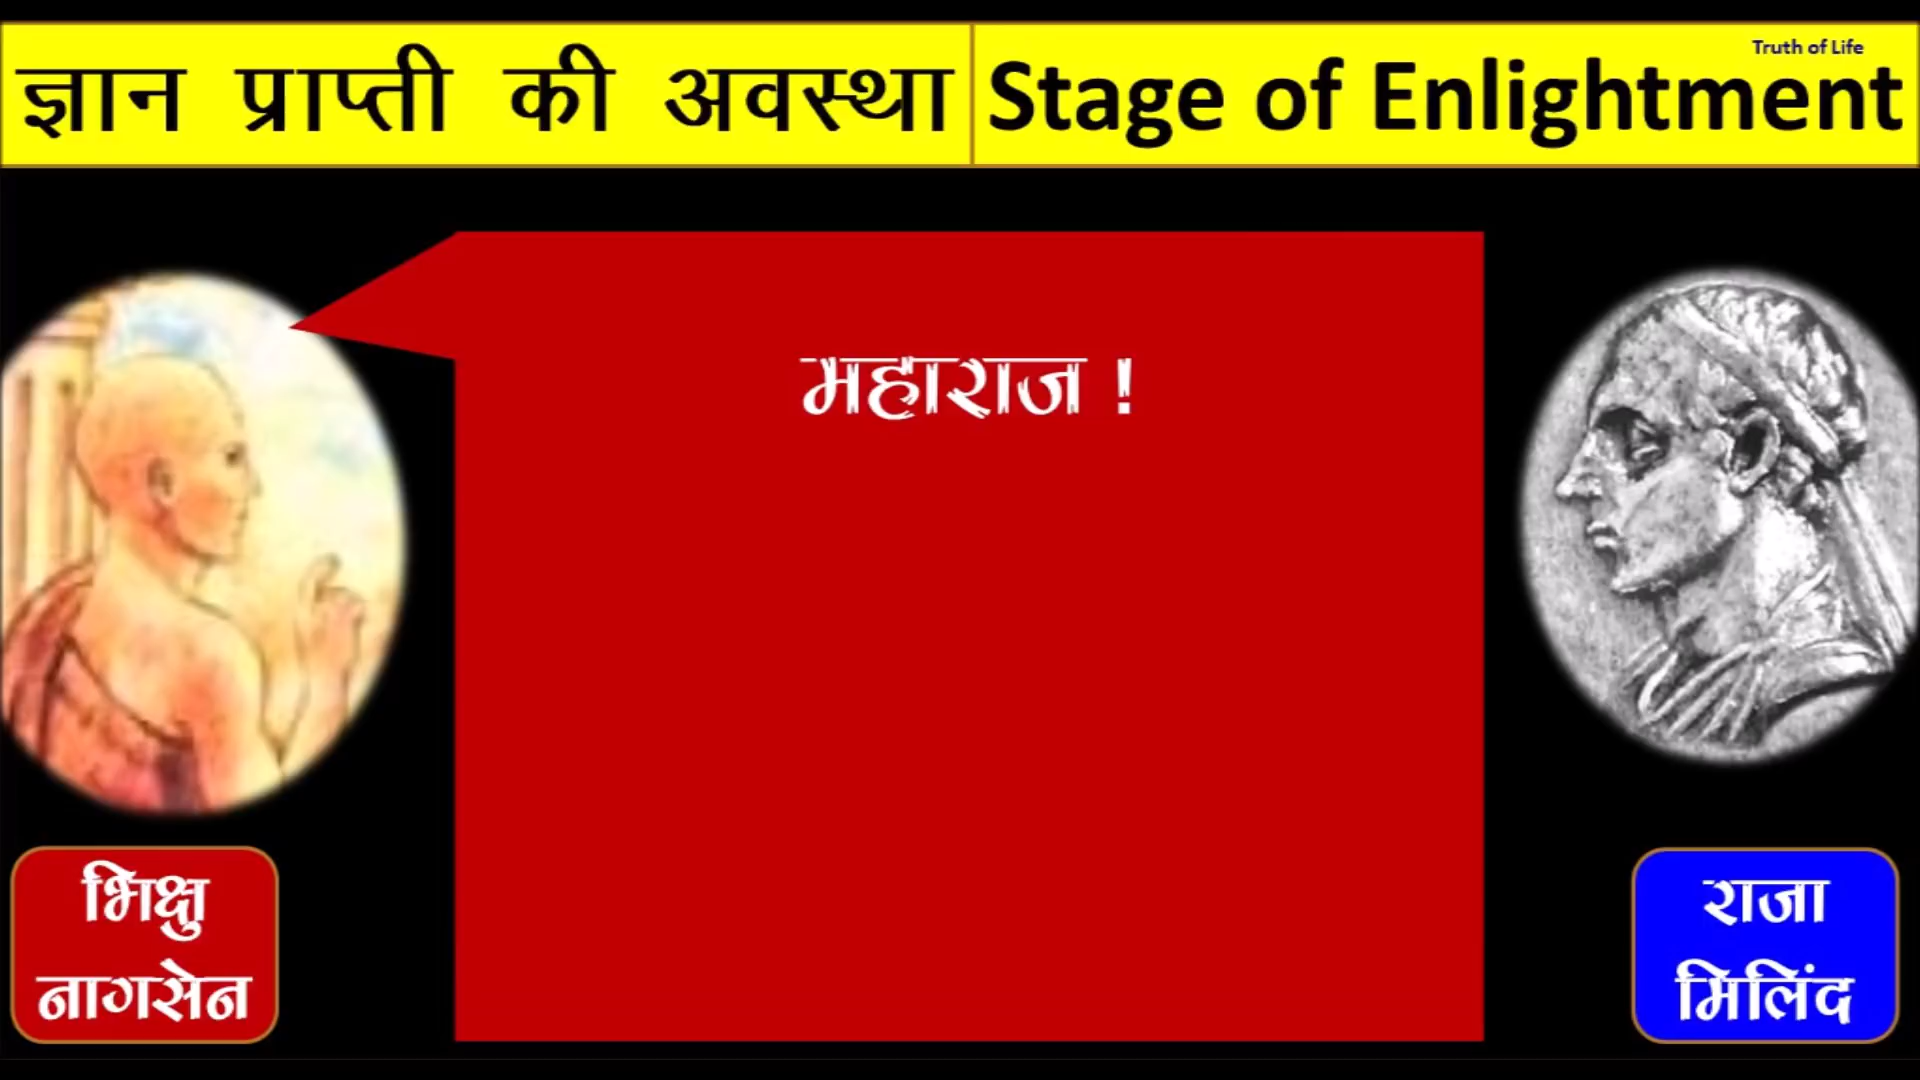 ज्ञान प्राप्ती की अवस्था
Truth of Life
Stage of Enlightment
महाराज !
भिक्षु
नागसेन
राजा
मिलिंद